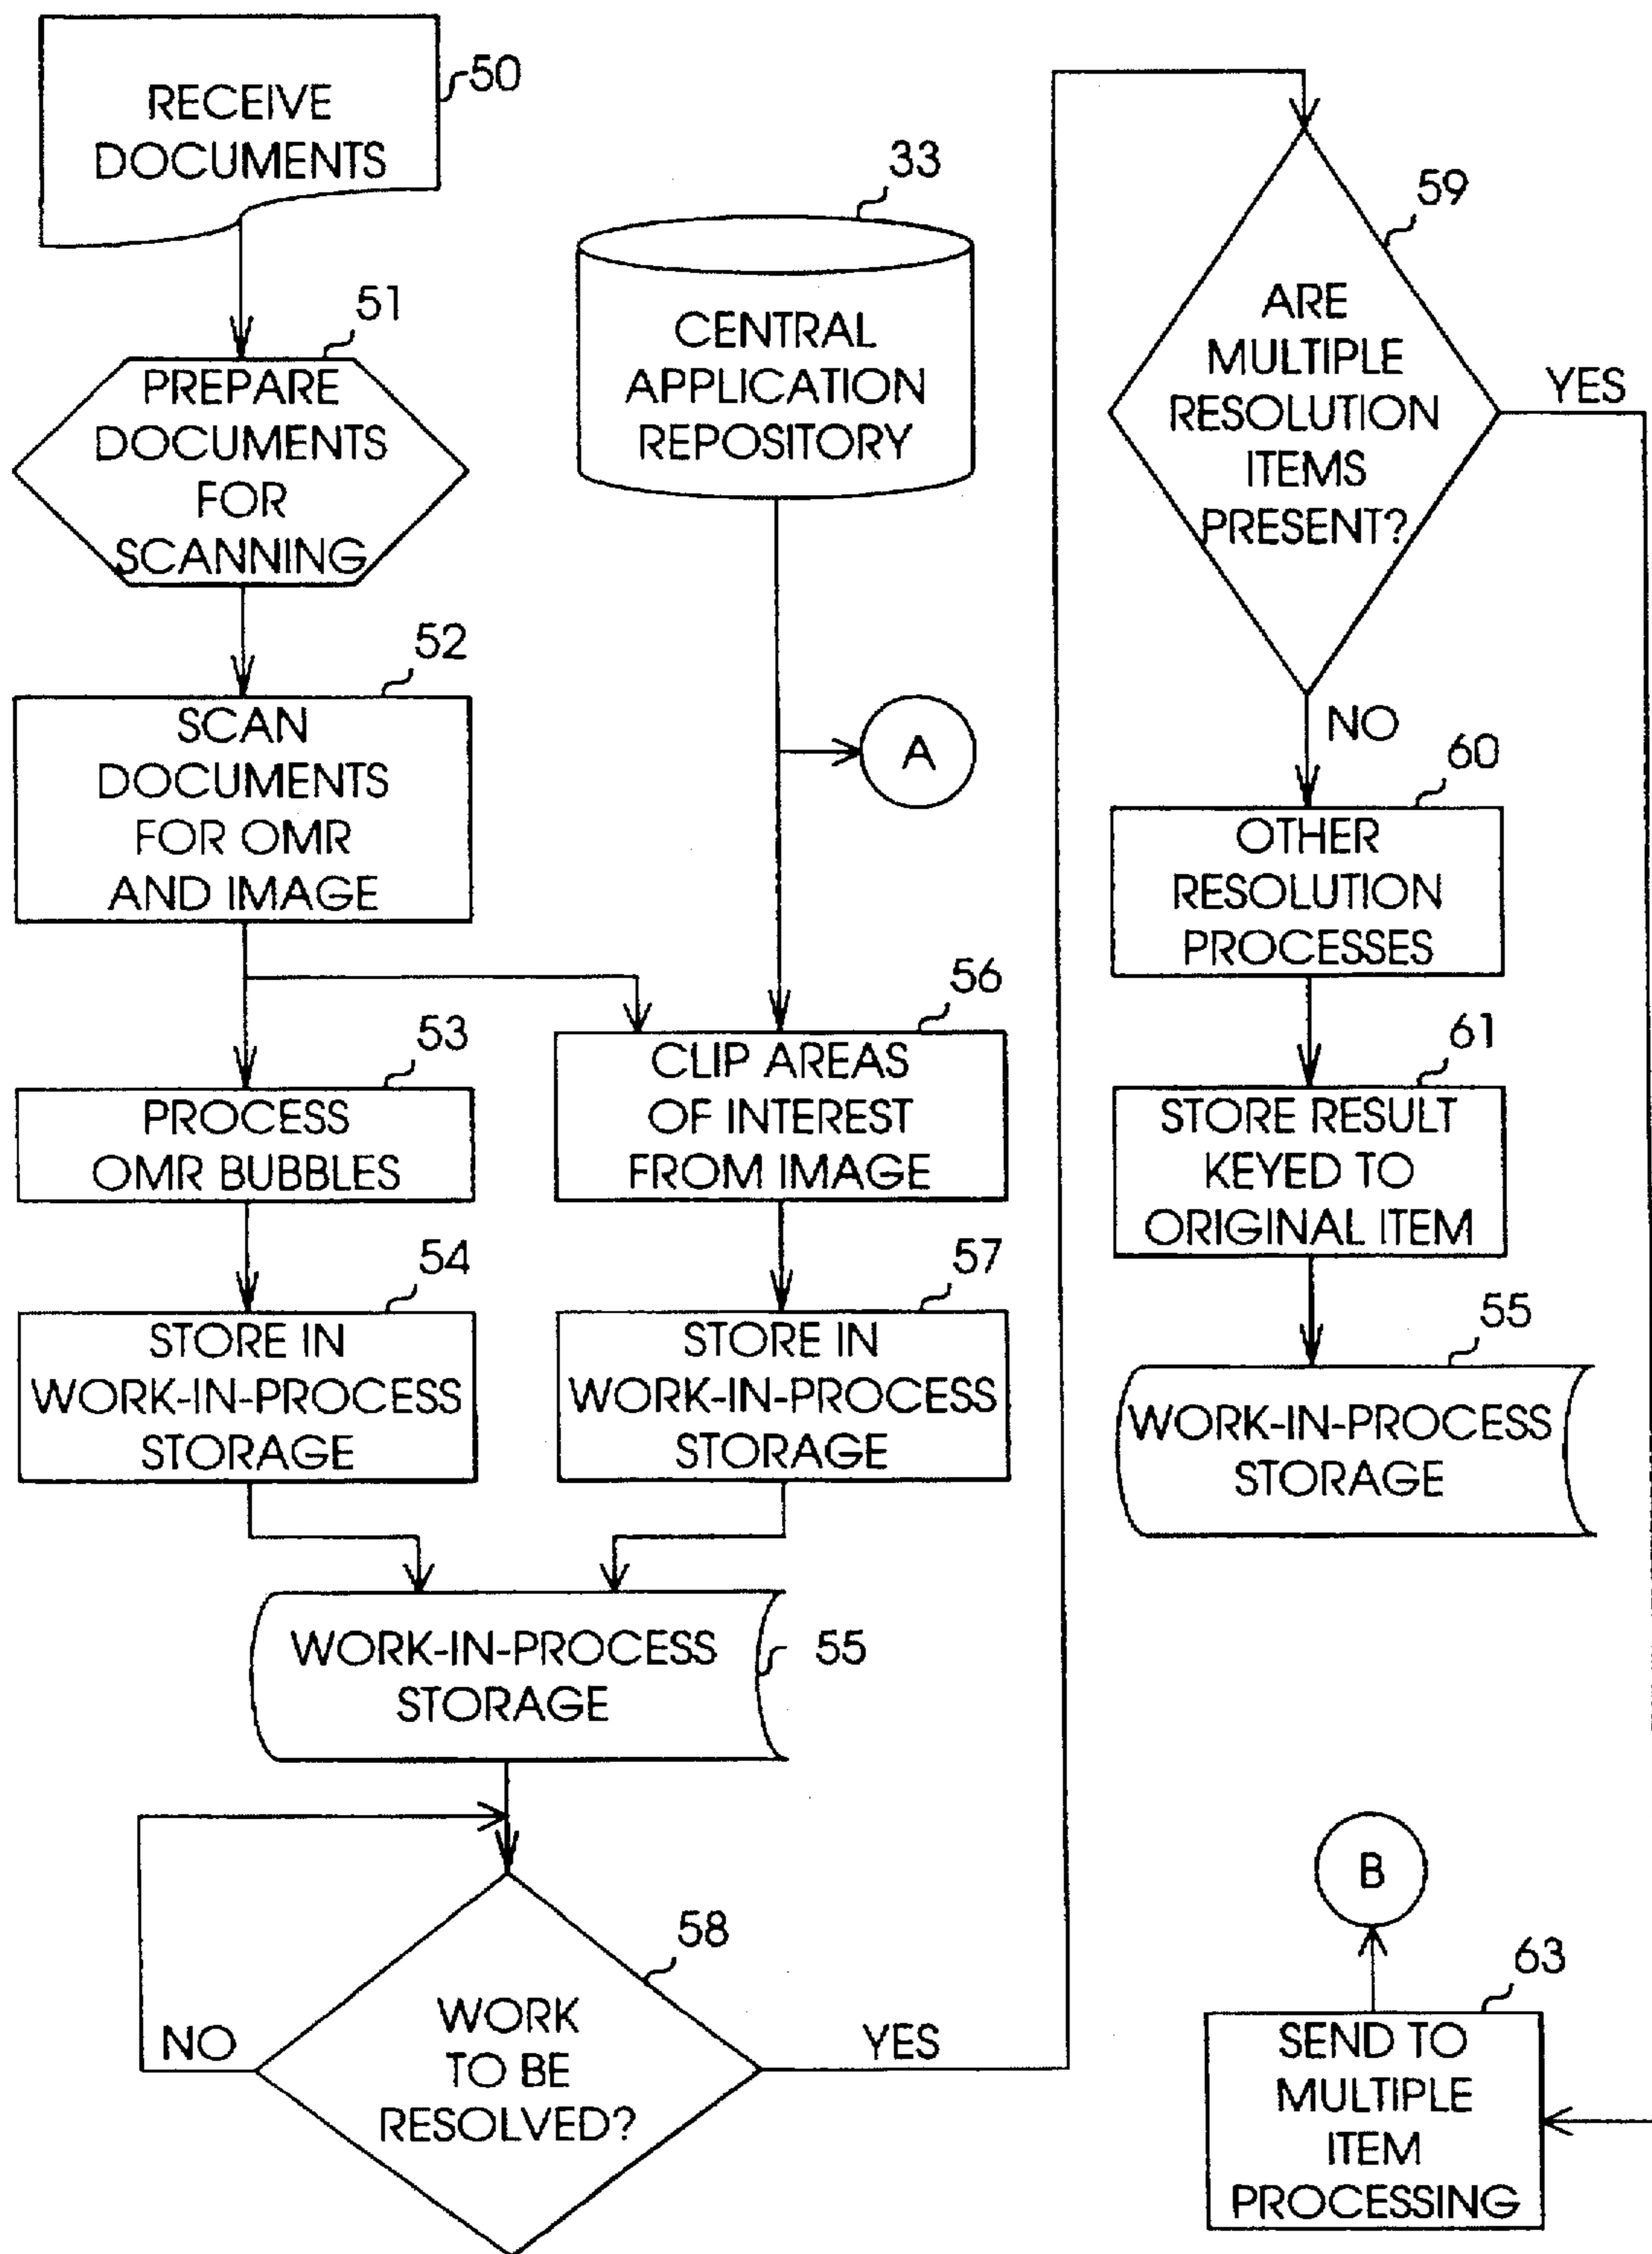 50
RECEIVE
DOCUMENTS
51
PREPARE
DOCUMENTS
FOR
SCANNING
52
SCAN
DOCUMENTS
FOR OMR
AND IMAGE
53
PROCESS
OMR BUBBLES
54
STORE IN
WORK-IN-PROCESS
STORAGE
33
CENTRAL
APPLICATION
REPOSITORY
A
56
CLIP AREAS
OF INTEREST
FROM IMAGE
57
STORE IN
WORK-IN-PROCESS
STORAGE
WORK-IN-PROCESS
STORAGE
55
58
WORK
TO BE
RESOLVED?
NO
YES
59
ARE
MULTIPLE
RESOLUTION
ITEMS
PRESENT?
YES
NO
60
OTHER
RESOLUTION
PROCESSES
61
STORE RESULT
KEYED TO
ORIGINAL ITEM
55
WORK-IN-PROCESS
STORAGE
B
63
SEND TO
MULTIPLE
ITEM
PROCESSING